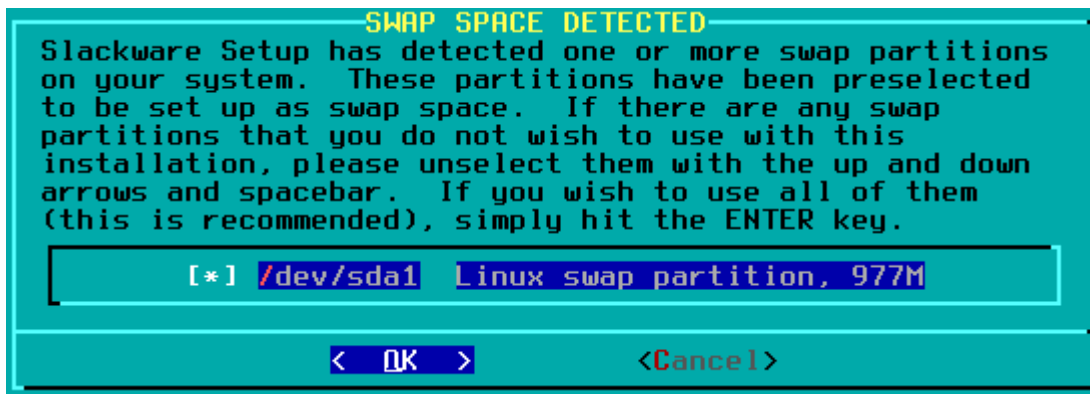 SWAP SPACE DETECTED
Slackware Setup has detected one or more swap partitions
on your system.  These partitions have been preselected
to be set up as swap space.  If there are any swap
partitions that you do not wish to use with this
installation, please unselect them with the up and down
arrows and spacebar.  If you wish to use all of them
(this is recommended), simply hit the ENTER key.
[*] /dev/sda1  Linux swap partition, 977M
<  OK  >          <Cancel>